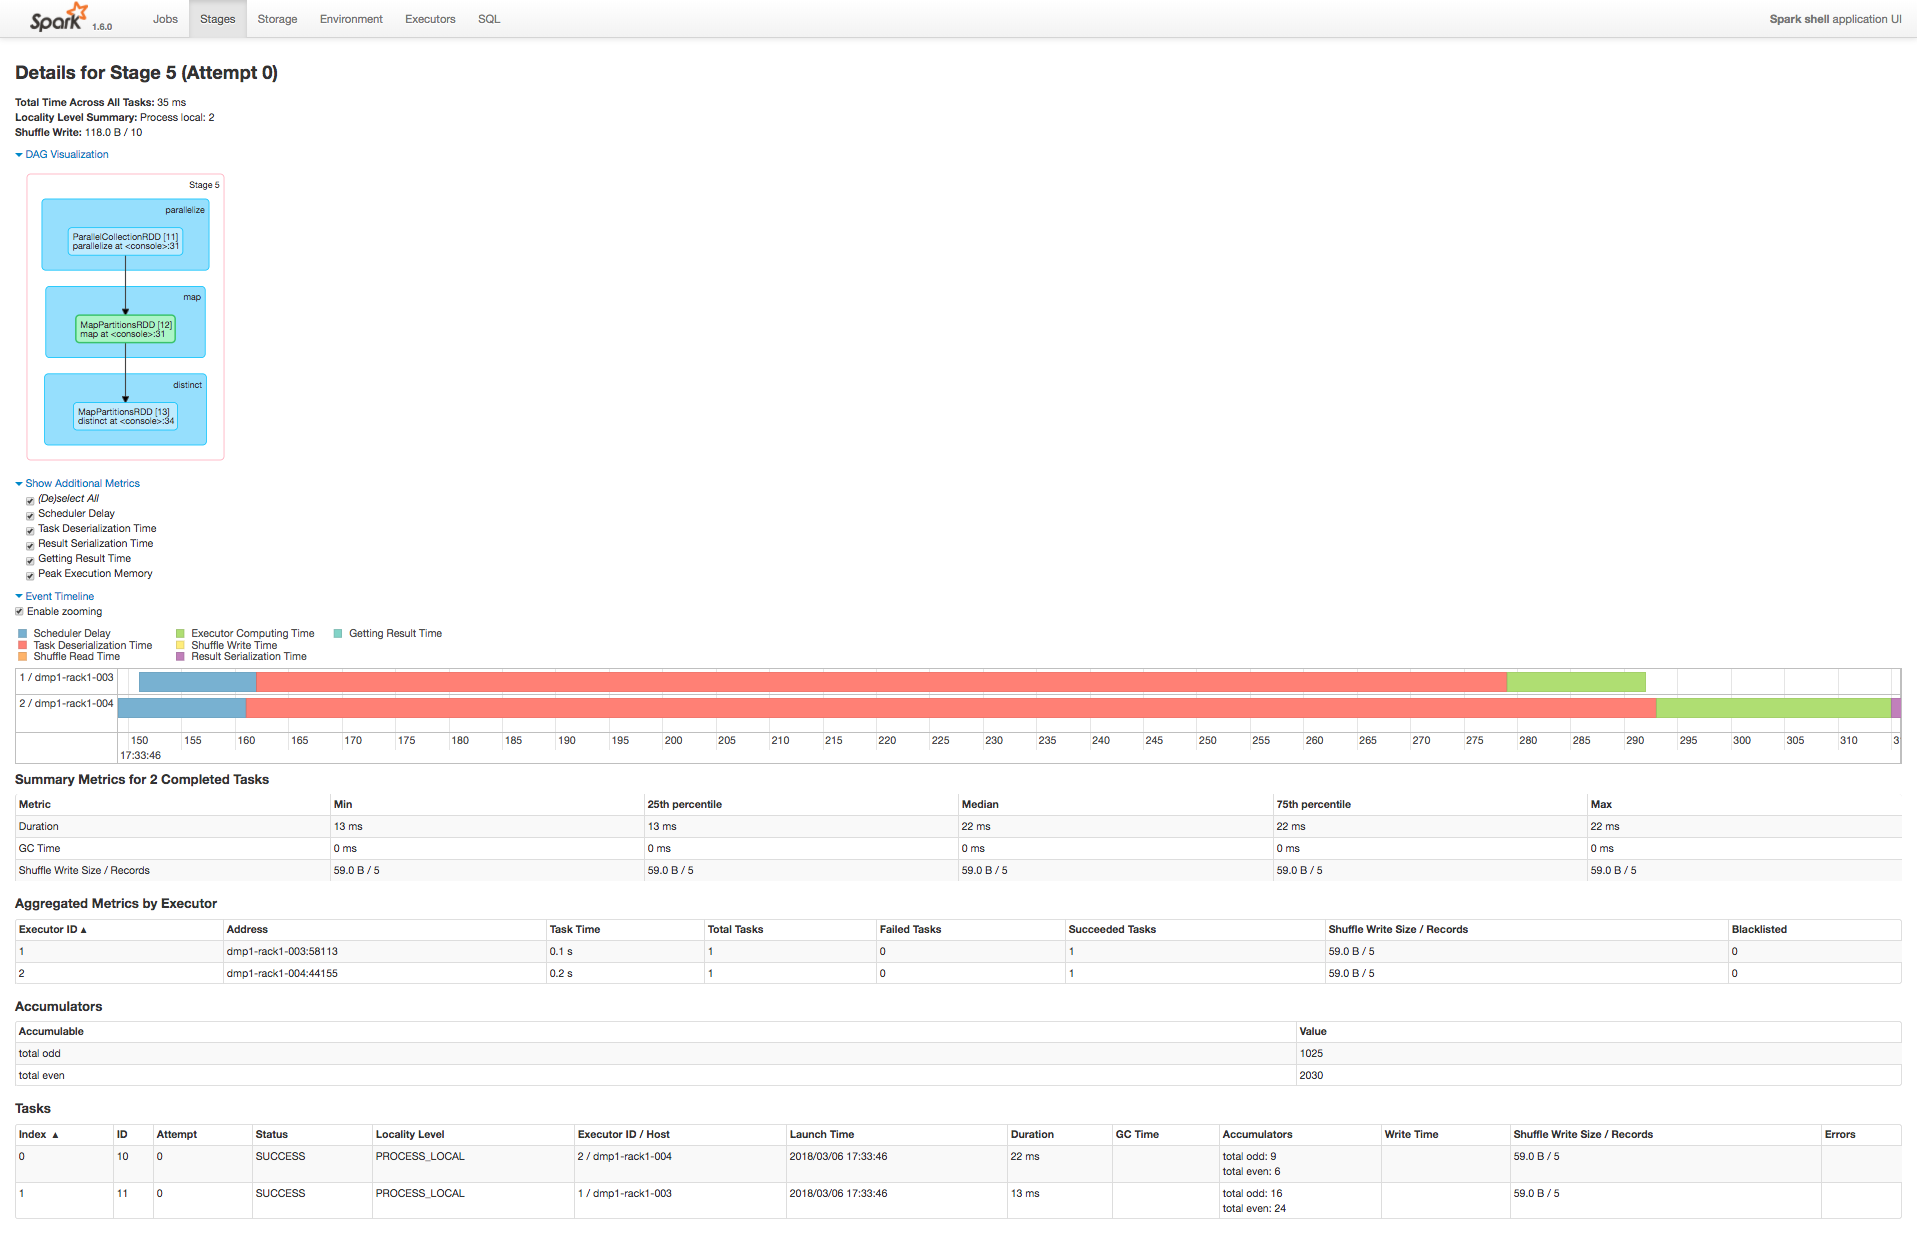 Spark 1.6.0 Jobs Stages Storage Environment Executors SQL Spark shell application UI
Details for Stage 5 (Attempt 0)
Total Time Across All Tasks: 35 ms
Locality Level Summary: Process local: 2
Shuffle Write: 118.0 B / 10
DAG Visualization
Stage 5
parallelize
ParallelCollectionRDD [11]
parallelize at <console>:31
map
MapPartitionsRDD [12]
map at <console>:31
distinct
MapPartitionsRDD [13]
distinct at <console>:34
Show Additional Metrics
(De)select All
Scheduler Delay
Task Deserialization Time
Result Serialization Time
Getting Result Time
Peak Execution Memory
Event Timeline
Enable zooming
Scheduler Delay Executor Computing Time Getting Result Time
Task Deserialization Time Shuffle Write Time
Shuffle Read Time Result Serialization Time
1 / dmp1-rack1-003
2 / dmp1-rack1-004
150 155 160 165 170 175 180 185 190 195 200 205 210 215 220 225 230 235 240 245 250 255 260 265 270 275 280 285 290 295 300 305 310 3
17:33:46
Summary Metrics for 2 Completed Tasks
Metric Min 25th percentile Median 75th percentile Max
Duration 13 ms 13 ms 22 ms 22 ms 22 ms
GC Time 0 ms 0 ms 0 ms 0 ms 0 ms
Shuffle Write Size / Records 59.0 B / 5 59.0 B / 5 59.0 B / 5 59.0 B / 5 59.0 B / 5
Aggregated Metrics by Executor
Executor ID ▲ Address Task Time Total Tasks Failed Tasks Succeeded Tasks Shuffle Write Size / Records Blacklisted
1 dmp1-rack1-003:58113 0.1 s 1 0 1 59.0 B / 5 0
2 dmp1-rack1-004:44155 0.2 s 1 0 1 59.0 B / 5 0
Accumulators
Accumulable Value
total odd 1025
total even 2030
Tasks
Index ▲ ID Attempt Status Locality Level Executor ID / Host Launch Time Duration GC Time Accumulators Write Time Shuffle Write Size / Records Errors
0 10 0 SUCCESS PROCESS_LOCAL 2 / dmp1-rack1-004 2018/03/06 17:33:46 22 ms total odd: 9 59.0 B / 5
total even: 6
1 11 0 SUCCESS PROCESS_LOCAL 1 / dmp1-rack1-003 2018/03/06 17:33:46 13 ms total odd: 16 59.0 B / 5
total even: 24